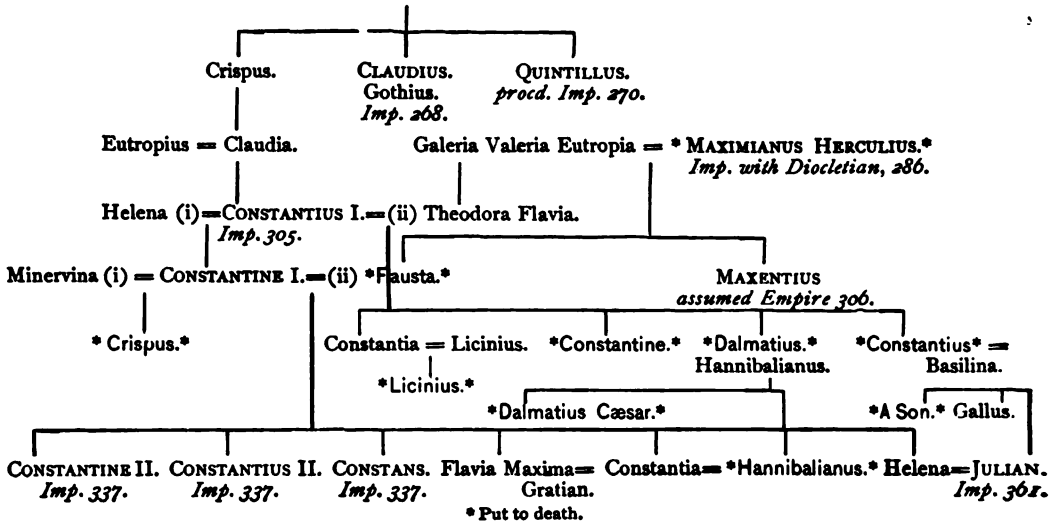 Crispus. CLAUDIUS. QUINTILLUS.
Gothius. procd. Imp. 270.
Imp. 268.
Eutropius = Claudia. Galeria Valeria Eutropia = * MAXIMIANUS HERCULIUS.*
Imp. with Diocletian, 286.
Helena (i)=CONSTANTIUS I.=(ii) Theodora Flavia.
Imp. 305.
Minervina (i) = CONSTANTINE I.=(ii) *Fausta.* MAXENTIUS
assumed Empire 306.
* Crispus.* Constantia = Licinius. *Constantine.* *Dalmatius.* *Constantius* =
Hannibalianus. Basilina.
*Licinius.*
*Dalmatius Cæsar.* *A Son.* Gallus.
CONSTANTINE II. CONSTANTIUS II. CONSTANS. Flavia Maxima= Constantia= *Hannibalianus.* Helena=JULIAN.
Imp. 337. Imp. 337. Imp. 337. Gratian. Imp. 361.
* Put to death.